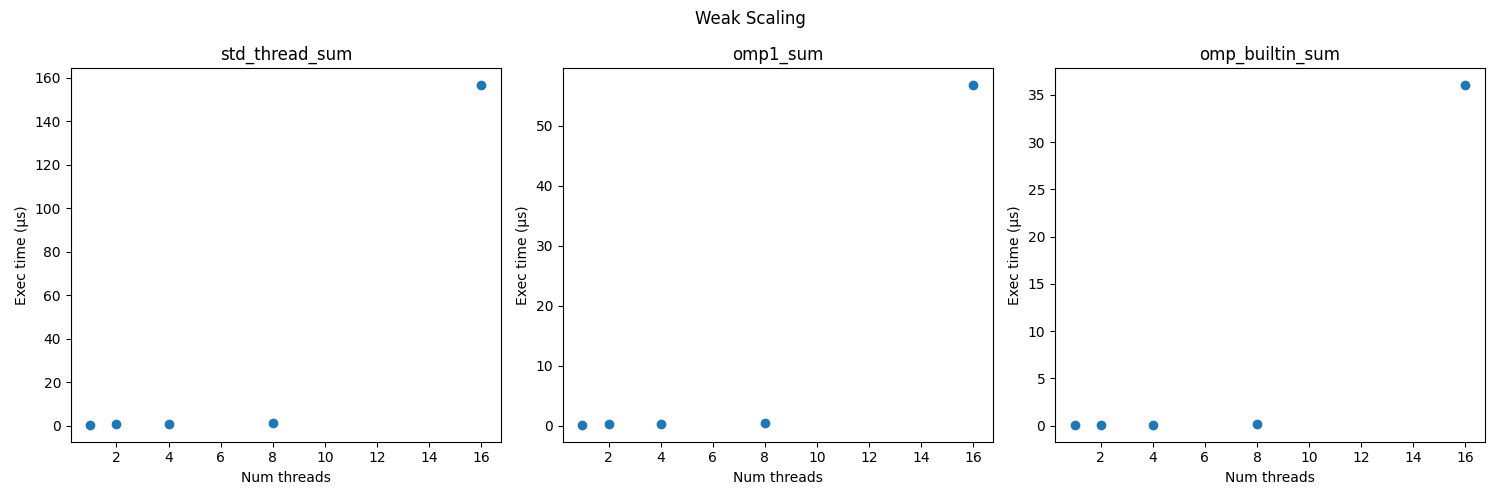 Weak Scaling
std_thread_sum
omp1_sum
omp_builtin_sum
Exec time (μs)
160
140
120
100
80
60
40
20
0
2 4 6 8 10 12 14 16
Num threads
Exec time (μs)
50
40
30
20
10
0
2 4 6 8 10 12 14 16
Num threads
Exec time (μs)
35
30
25
20
15
10
5
0
2 4 6 8 10 12 14 16
Num threads